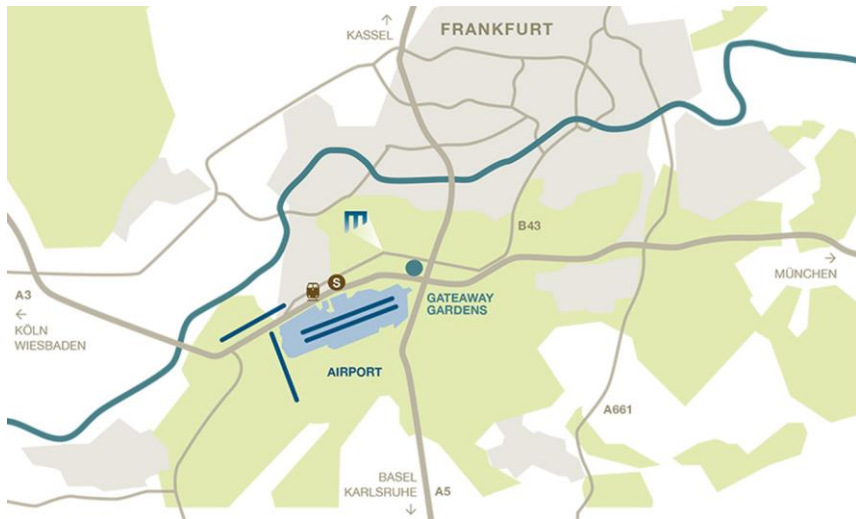 KASSEL
FRANKFURT
m
B43
MÜNCHEN
A3
KÖLN
WIESBADEN
S
GATEAWAY
GARDENS
AIRPORT
A661
BASEL
KARLSRUHE
A5